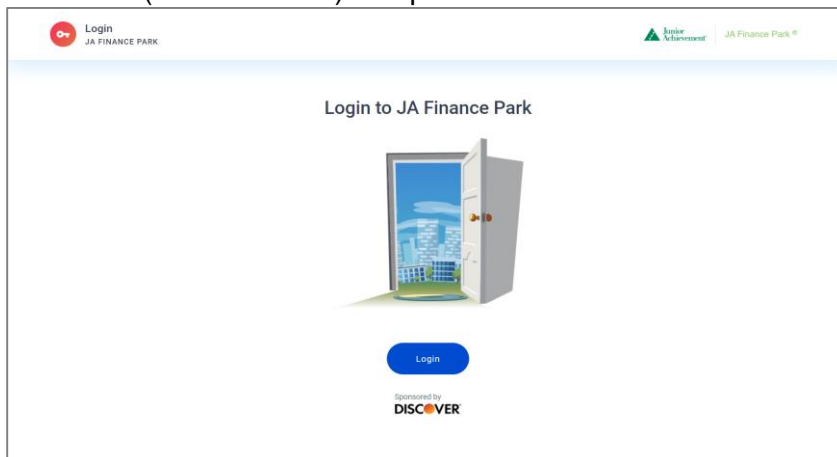 Login
JA FINANCE PARK
Junior
Achievement
JA Finance Park ®
Login to JA Finance Park
Login
Sponsored by
DISCOVER